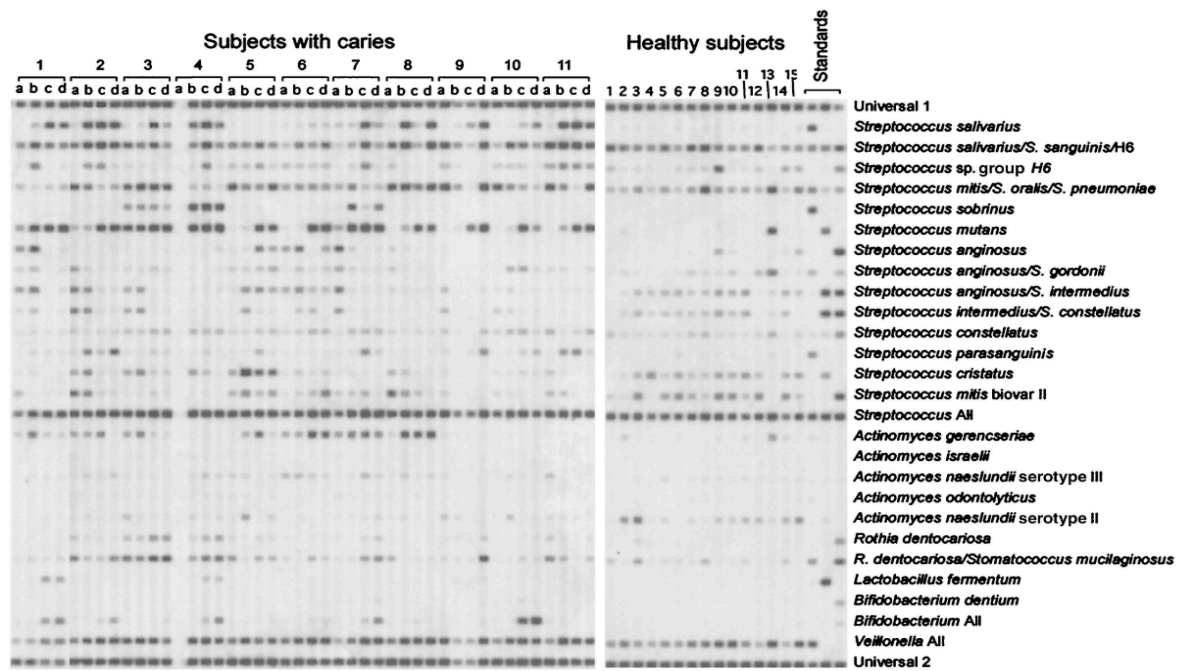 Subjects with caries
Healthy subjects
Standards
1 2 3 4 5 6 7 8 9 10 11
a b c d a b c d a b c d a b c d a b c d a b c d a b c d a b c d a b c d a b c d a b c d
11 13 15
1 2 3 4 5 6 7 8 9 10 12 14
Universal 1
Streptococcus salivarius
Streptococcus salivarius/S. sanguinis/H6
Streptococcus sp. group H6
Streptococcus mitis/S. oralis/S. pneumoniae
Streptococcus sobrinus
Streptococcus mutans
Streptococcus anginosus
Streptococcus anginosus/S. gordonii
Streptococcus anginosus/S. intermedius
Streptococcus intermedius/S. constellatus
Streptococcus constellatus
Streptococcus parasanguinis
Streptococcus cristatus
Streptococcus mitis biovar II
Streptococcus All
Actinomyces gerencseriae
Actinomyces israelii
Actinomyces naeslundii serotype III
Actinomyces odontolyticus
Actinomyces naeslundii serotype II
Rothia dentocariosa
R. dentocariosa/Stomatococcus mucilaginosus
Lactobacillus fermentum
Bifidobacterium dentium
Bifidobacterium All
Veillonella All
Universal 2